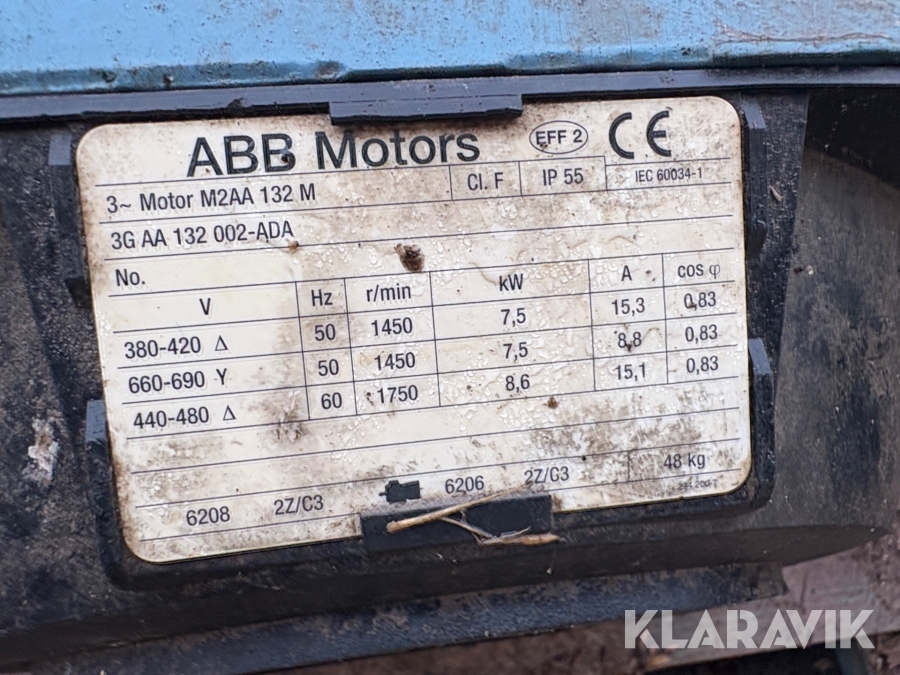 ABB Motors EFF 2 CE
3~ Motor M2AA 132 M Cl. F IP 55 IEC 60034-1
3G AA 132 002-ADA
No.
V Hz r/min kW A cos φ
380-420 Δ 50 1450 7,5 15,3 0,83
660-690 Y 50 1450 7,5 8,8 0,83
440-480 Δ 60 1750 8,6 15,1 0,83
6208 2Z/C3 6206 2Z/C3 48 kg
KLARAVIK